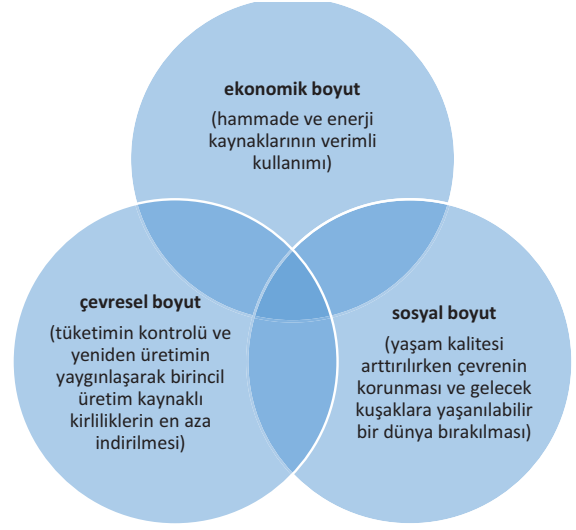 ekonomik boyut
(hammade ve enerji
kaynaklarının verimli
kullanımı)
çevresel boyut
(tüketimin kontrolü ve
yeniden üretimin
yaygınlaşarak birincil
üretim kaynaklı
kirliliklerin en aza
indirilmesi)
sosyal boyut
(yaşam kalitesi
arttırılırken çevrenin
korunması ve gelecek
kuşaklara yaşanılabilir
bir dünya bırakılması)